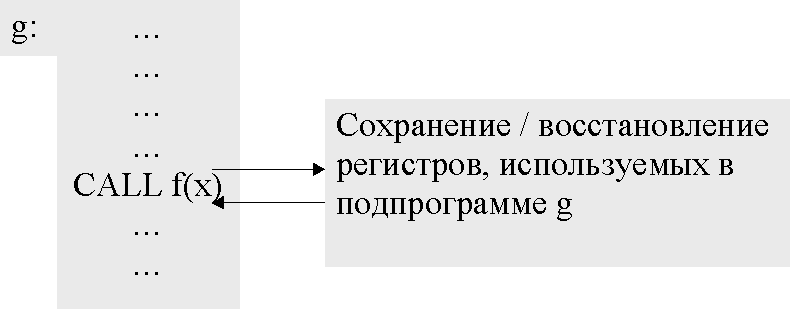 g: ...
...
...
...
CALL f(x)
...
...
Сохранение / восстановление
регистров, используемых в
подпрограмме g